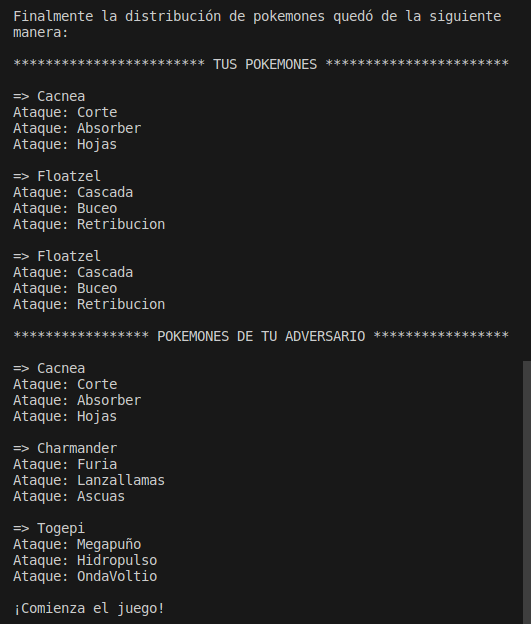 Finalmente la distribución de pokemones quedó de la siguiente
manera:
************************ TUS POKEMONES ***********************
=> Cacnea
Ataque: Corte
Ataque: Absorber
Ataque: Hojas
=> Floatzel
Ataque: Cascada
Ataque: Buceo
Ataque: Retribucion
=> Floatzel
Ataque: Cascada
Ataque: Buceo
Ataque: Retribucion
***************** POKEMONES DE TU ADVERSARIO *****************
=> Cacnea
Ataque: Corte
Ataque: Absorber
Ataque: Hojas
=> Charmander
Ataque: Furia
Ataque: Lanzallamas
Ataque: Ascuas
=> Togepi
Ataque: Megapuño
Ataque: Hidropulso
Ataque: OndaVoltio
¡Comienza el juego!